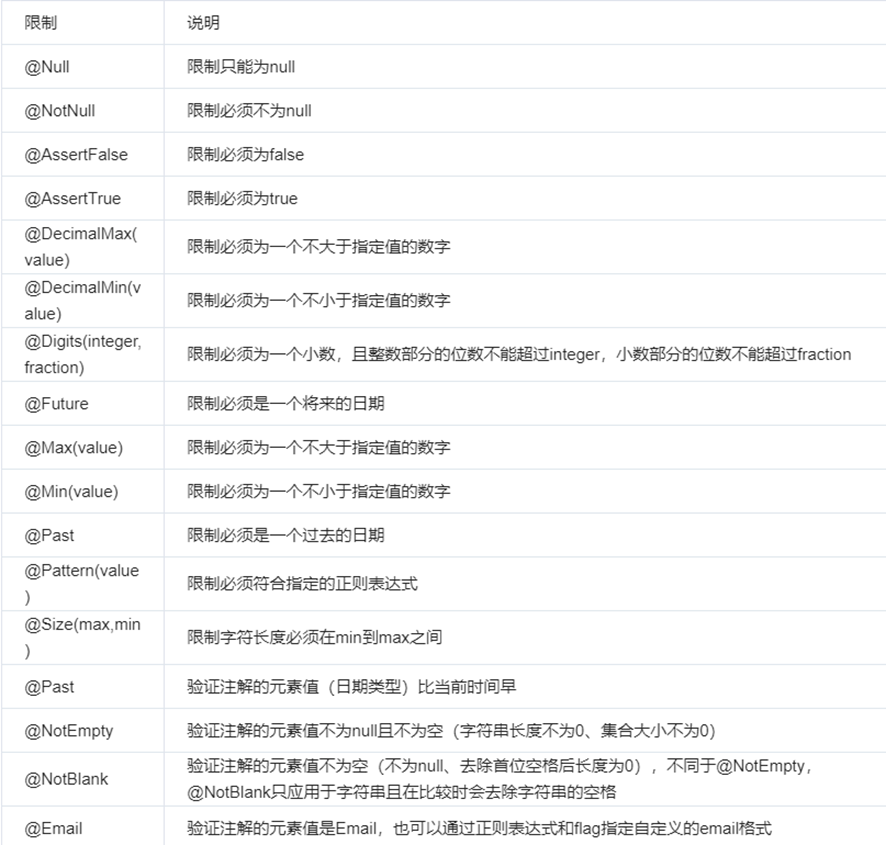 限制 说明
@Null 限制只能为null
@NotNull 限制必须不为null
@AssertFalse 限制必须为false
@AssertTrue 限制必须为true
@DecimalMax(
value) 限制必须为一个不大于指定值的数字
@DecimalMin(v
alue) 限制必须为一个不小于指定值的数字
@Digits(integer,
fraction) 限制必须为一个小数，且整数部分的位数不能超过integer，小数部分的位数不能超过fraction
@Future 限制必须是一个将来的日期
@Max(value) 限制必须为一个不大于指定值的数字
@Min(value) 限制必须为一个不小于指定值的数字
@Past 限制必须是一个过去的日期
@Pattern(value
) 限制必须符合指定的正则表达式
@Size(max,min
) 限制字符长度必须在min到max之间
@Past 验证注解的元素值（日期类型）比当前时间早
@NotEmpty 验证注解的元素值不为null且不为空（字符串长度不为0、集合大小不为0）
@NotBlank 验证注解的元素值不为空（不为null、去除首位空格后长度为0），不同于@NotEmpty，
@NotBlank只应用于字符串且在比较时会去除字符串的空格
@Email 验证注解的元素值是Email，也可以通过正则表达式和flag指定自定义的email格式